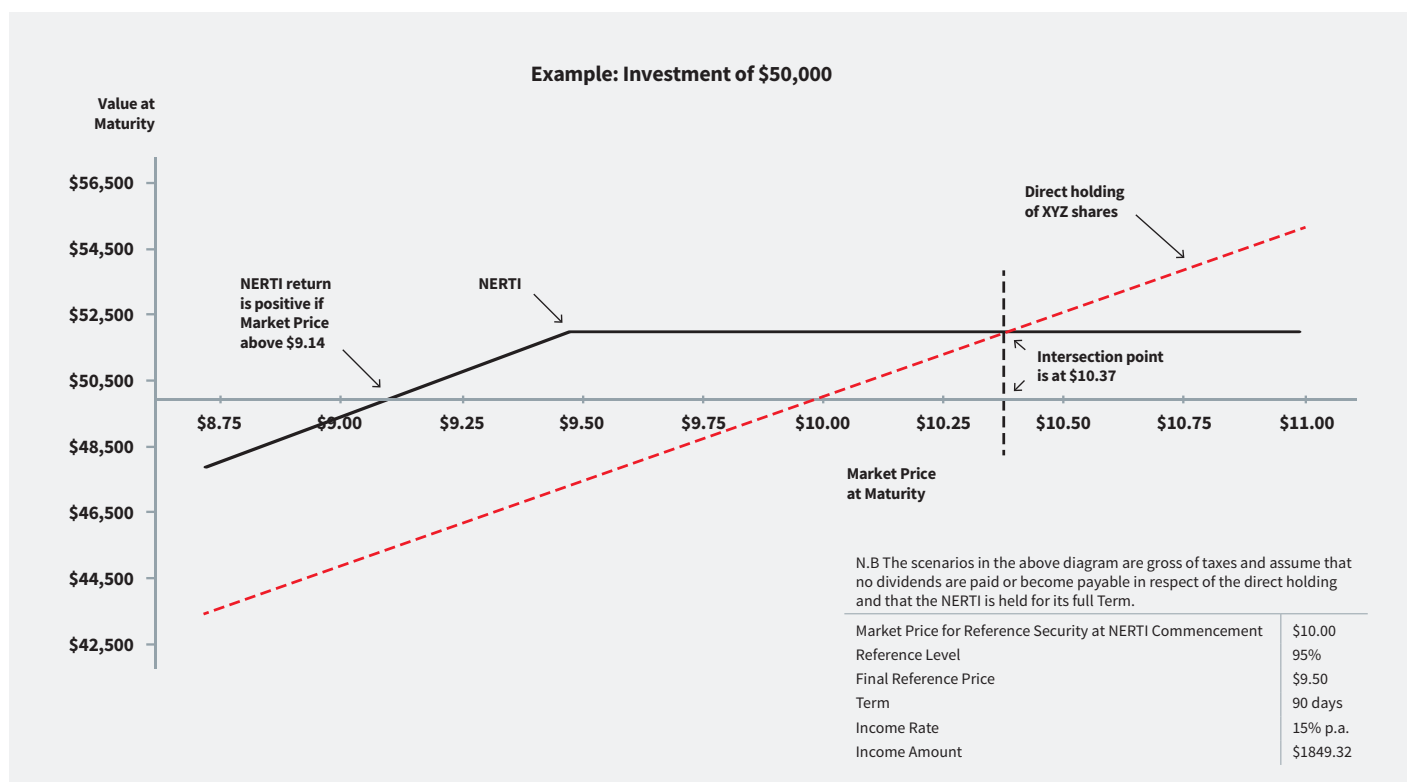 Example: Investment of $50,000
Value at
Maturity
$56,500
$54,500
$52,500
$50,500
$48,500
$46,500
$44,500
$42,500
NERTI return
is positive if
Market Price
above $9.14
NERTI
Direct holding
of XYZ shares
Intersection point
is at $10.37
$8.75 $9.00 $9.25 $9.50 $9.75 $10.00 $10.25 $10.50 $10.75 $11.00
Market Price
at Maturity
N.B The scenarios in the above diagram are gross of taxes and assume that
no dividends are paid or become payable in respect of the direct holding
and that the NERTI is held for its full Term.
Market Price for Reference Security at NERTI Commencement $10.00
Reference Level 95%
Final Reference Price $9.50
Term 90 days
Income Rate 15% p.a.
Income Amount $1849.32